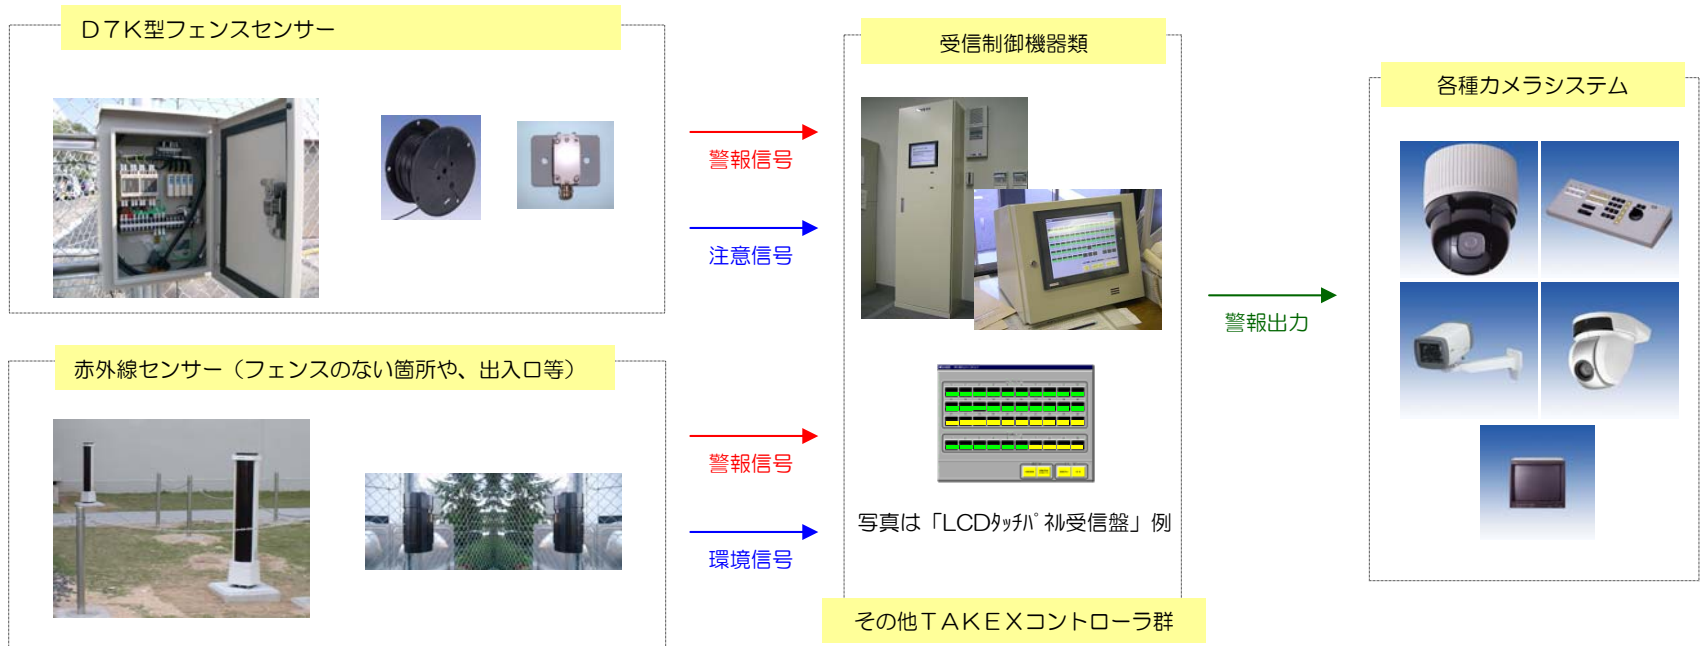 D7K型フェンスセンサー
警報信号
注意信号
赤外線センサー(フェンスのない箇所や、出入口等)
警報信号
環境信号
受信制御機器類
写真は「LCDﾀｯﾁﾊﾟﾈﾙ受信盤」例
その他TAKEXコントローラ群
警報出力
各種カメラシステム